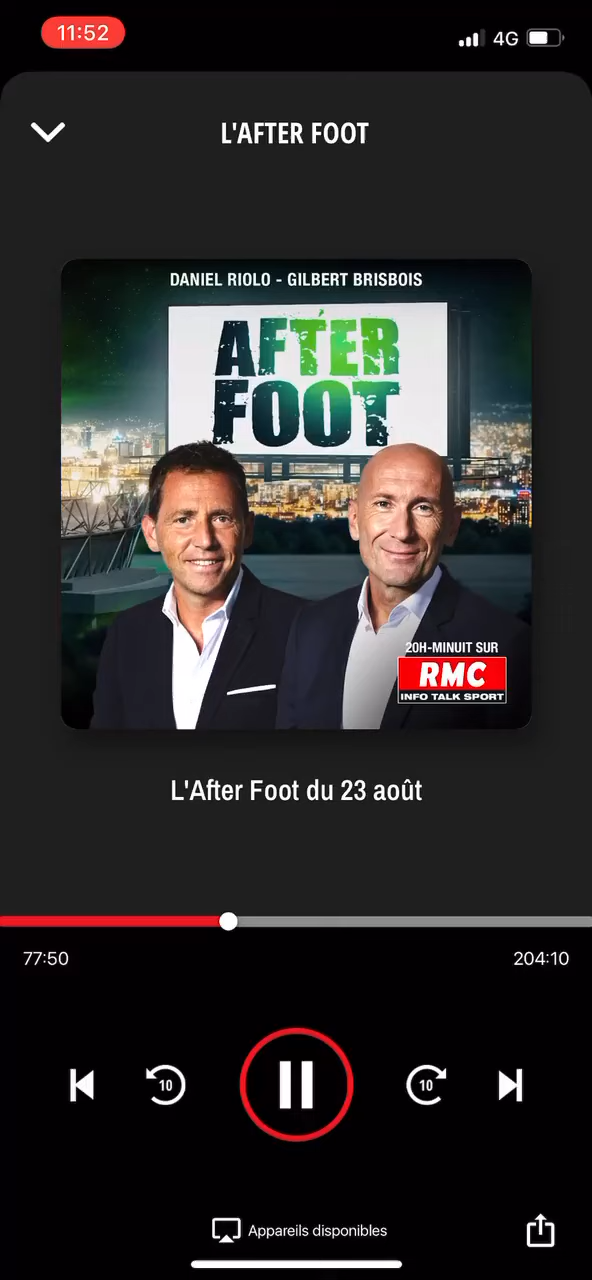 11:52
4G
L'AFTER FOOT
DANIEL RIOLO - GILBERT BRISBOIS
AFTER
FOOT
20H-MINUIT SUR
RMC
INFO TALK SPORT
L'After Foot du 23 août
77:50
204:10
10
10
Appareils disponibles